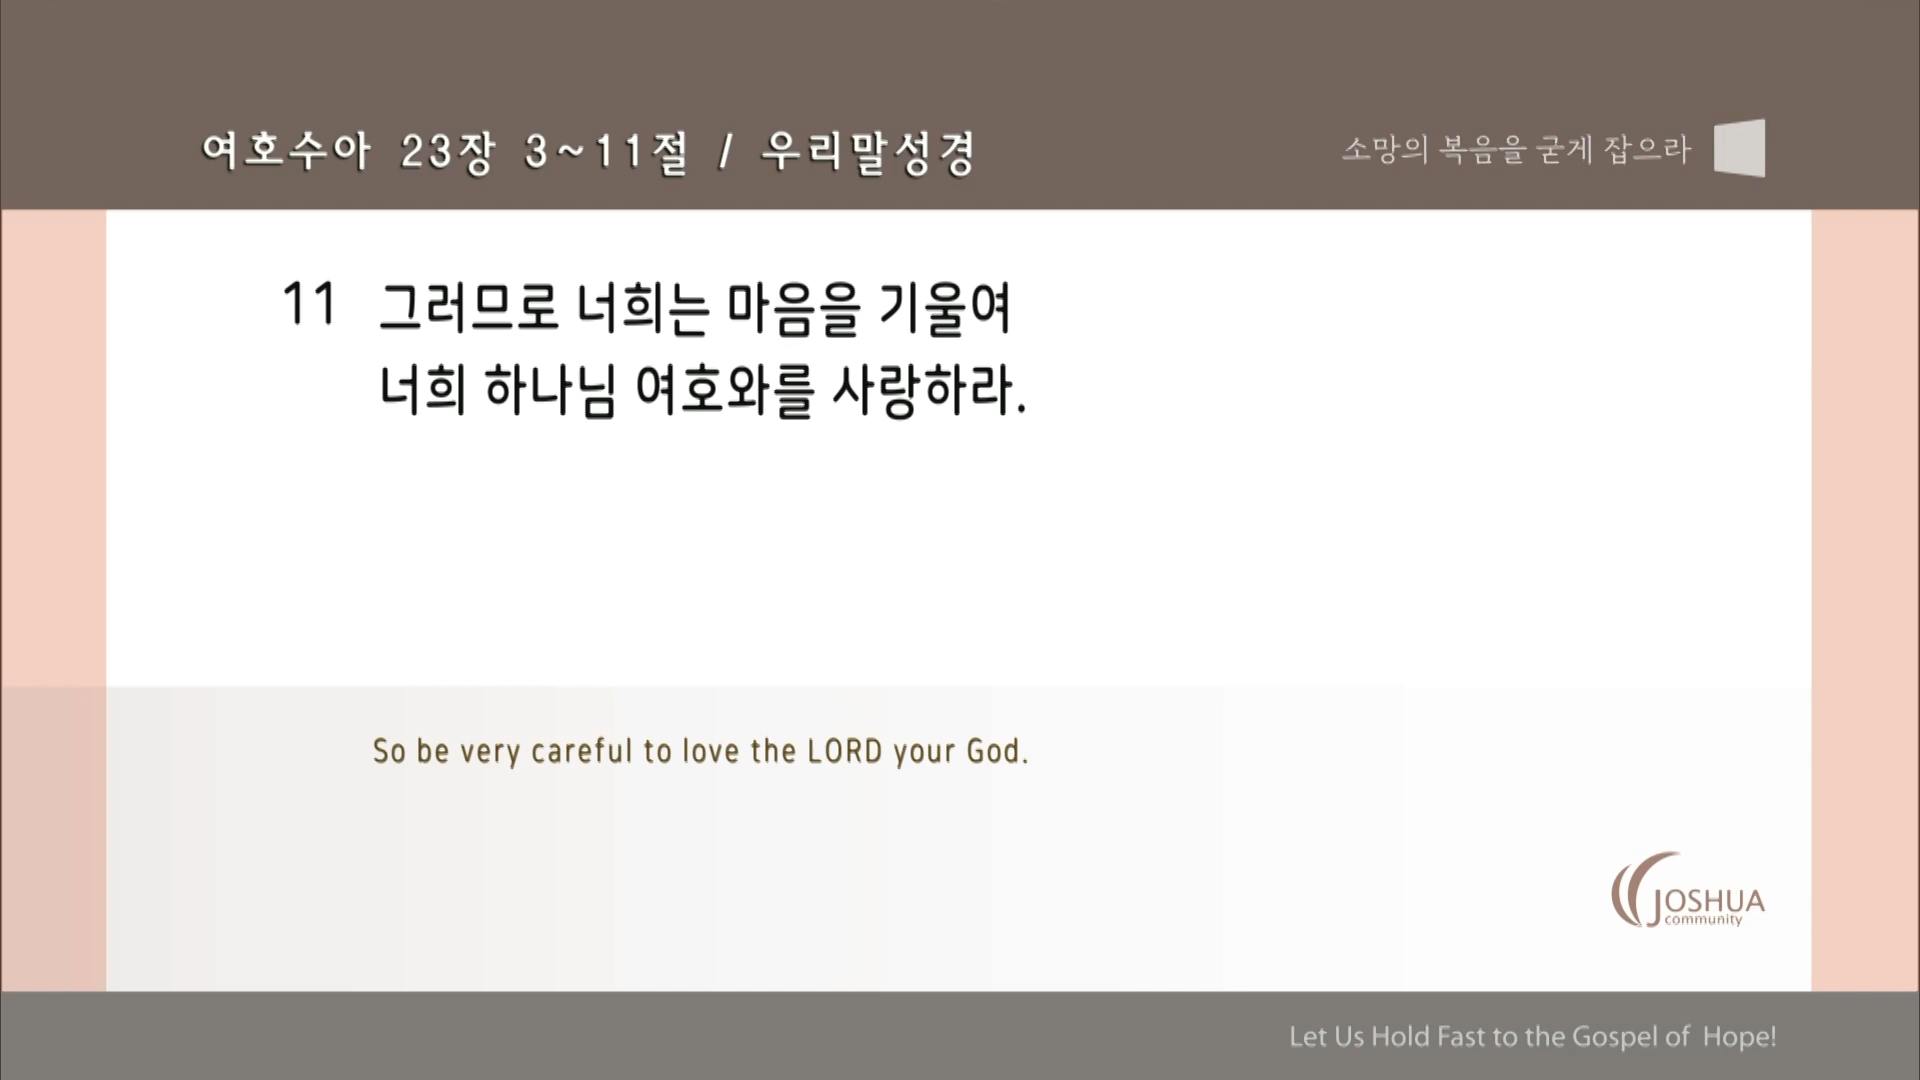 여호수아 23장 3~11절 / 우리말성경
소망의 복음을 굳게 잡으라
11 그러므로 너희는 마음을 기울여
너희 하나님 여호와를 사랑하라.
So be very careful to love the LORD your God.
JOSHUA
community
Let Us Hold Fast to the Gospel of Hope!